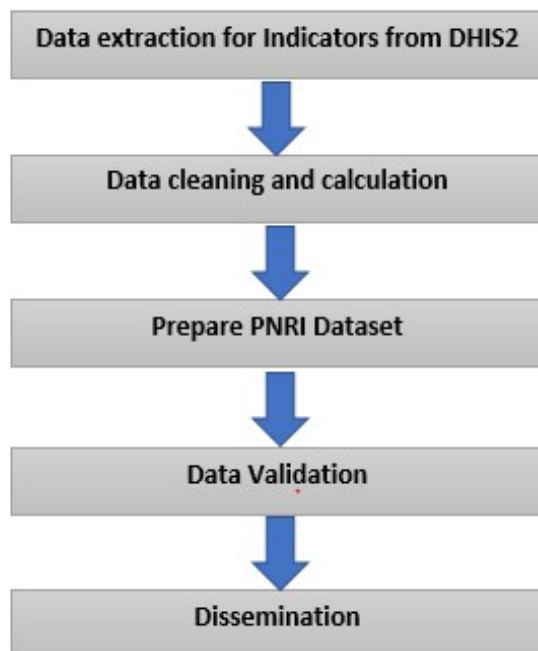 Data extraction for Indicators from DHIS2
Data cleaning and calculation
Prepare PNRI Dataset
Data Validation
Dissemination